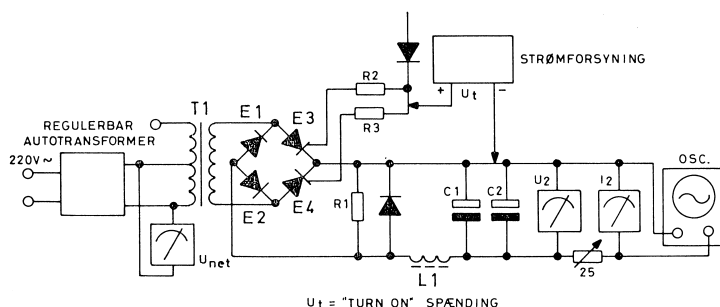 STRØMFORSYNING
+
Ut
-
R2
R3
T1
E1
E3
REGULERBAR
AUTOTRANSFORMER
220V~
E2
E4
R1
C1
C2
U2
I2
OSC.
Unet
L1
25
Ut = "TURN ON" SPÆNDING